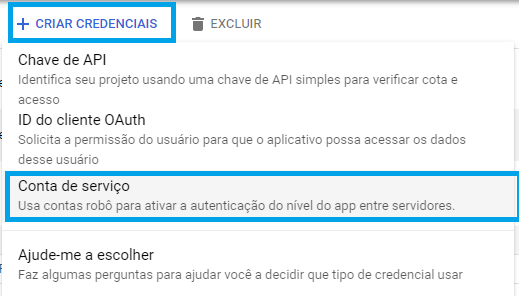 + CRIAR CREDENCIAIS EXCLUIR
Chave de API
Identifica seu projeto usando uma chave de API simples para verificar cota e
acesso
ID do cliente OAuth
Solicita a permissão do usuário para que o aplicativo possa acessar os dados
desse usuário
Conta de serviço
Usa contas robô para ativar a autenticação do nível do app entre servidores.
Ajude-me a escolher
Faz algumas perguntas para ajudar você a decidir que tipo de credencial usar